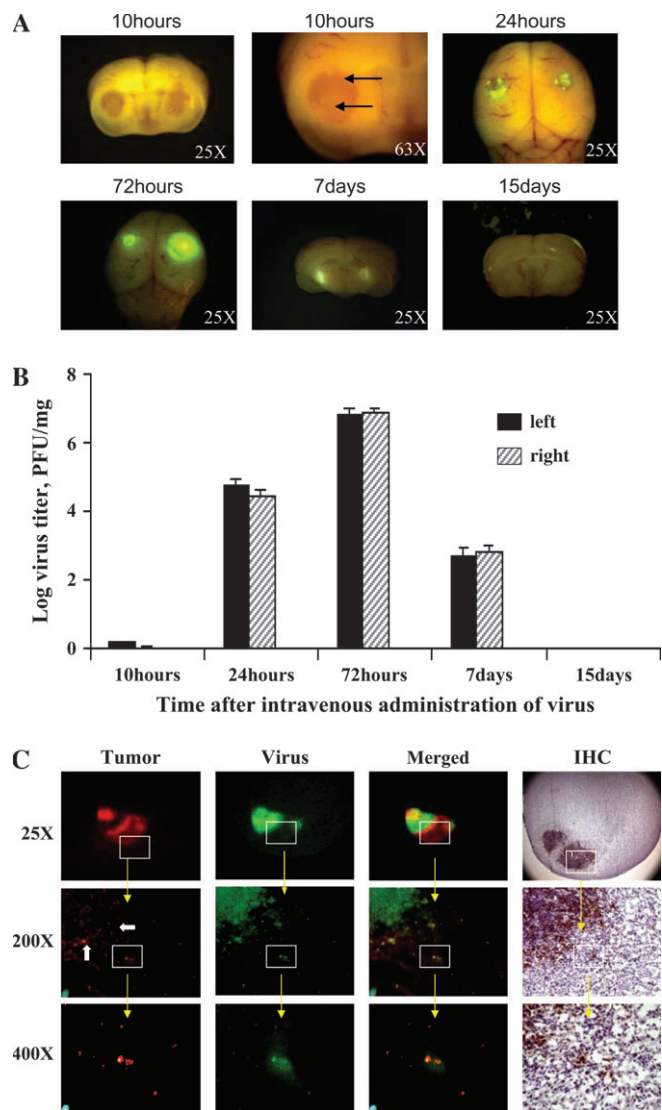 A
10hours 10hours 24hours
25X 63X 25X
72hours 7days 15days
25X 25X 25X
B
8
6
4
2
0
Log virus titer, PFU/mg
left
right
10hours 24hours 72hours 7days 15days
Time after intravenous administration of virus
C
Tumor Virus Merged IHC
25X
200X
400X